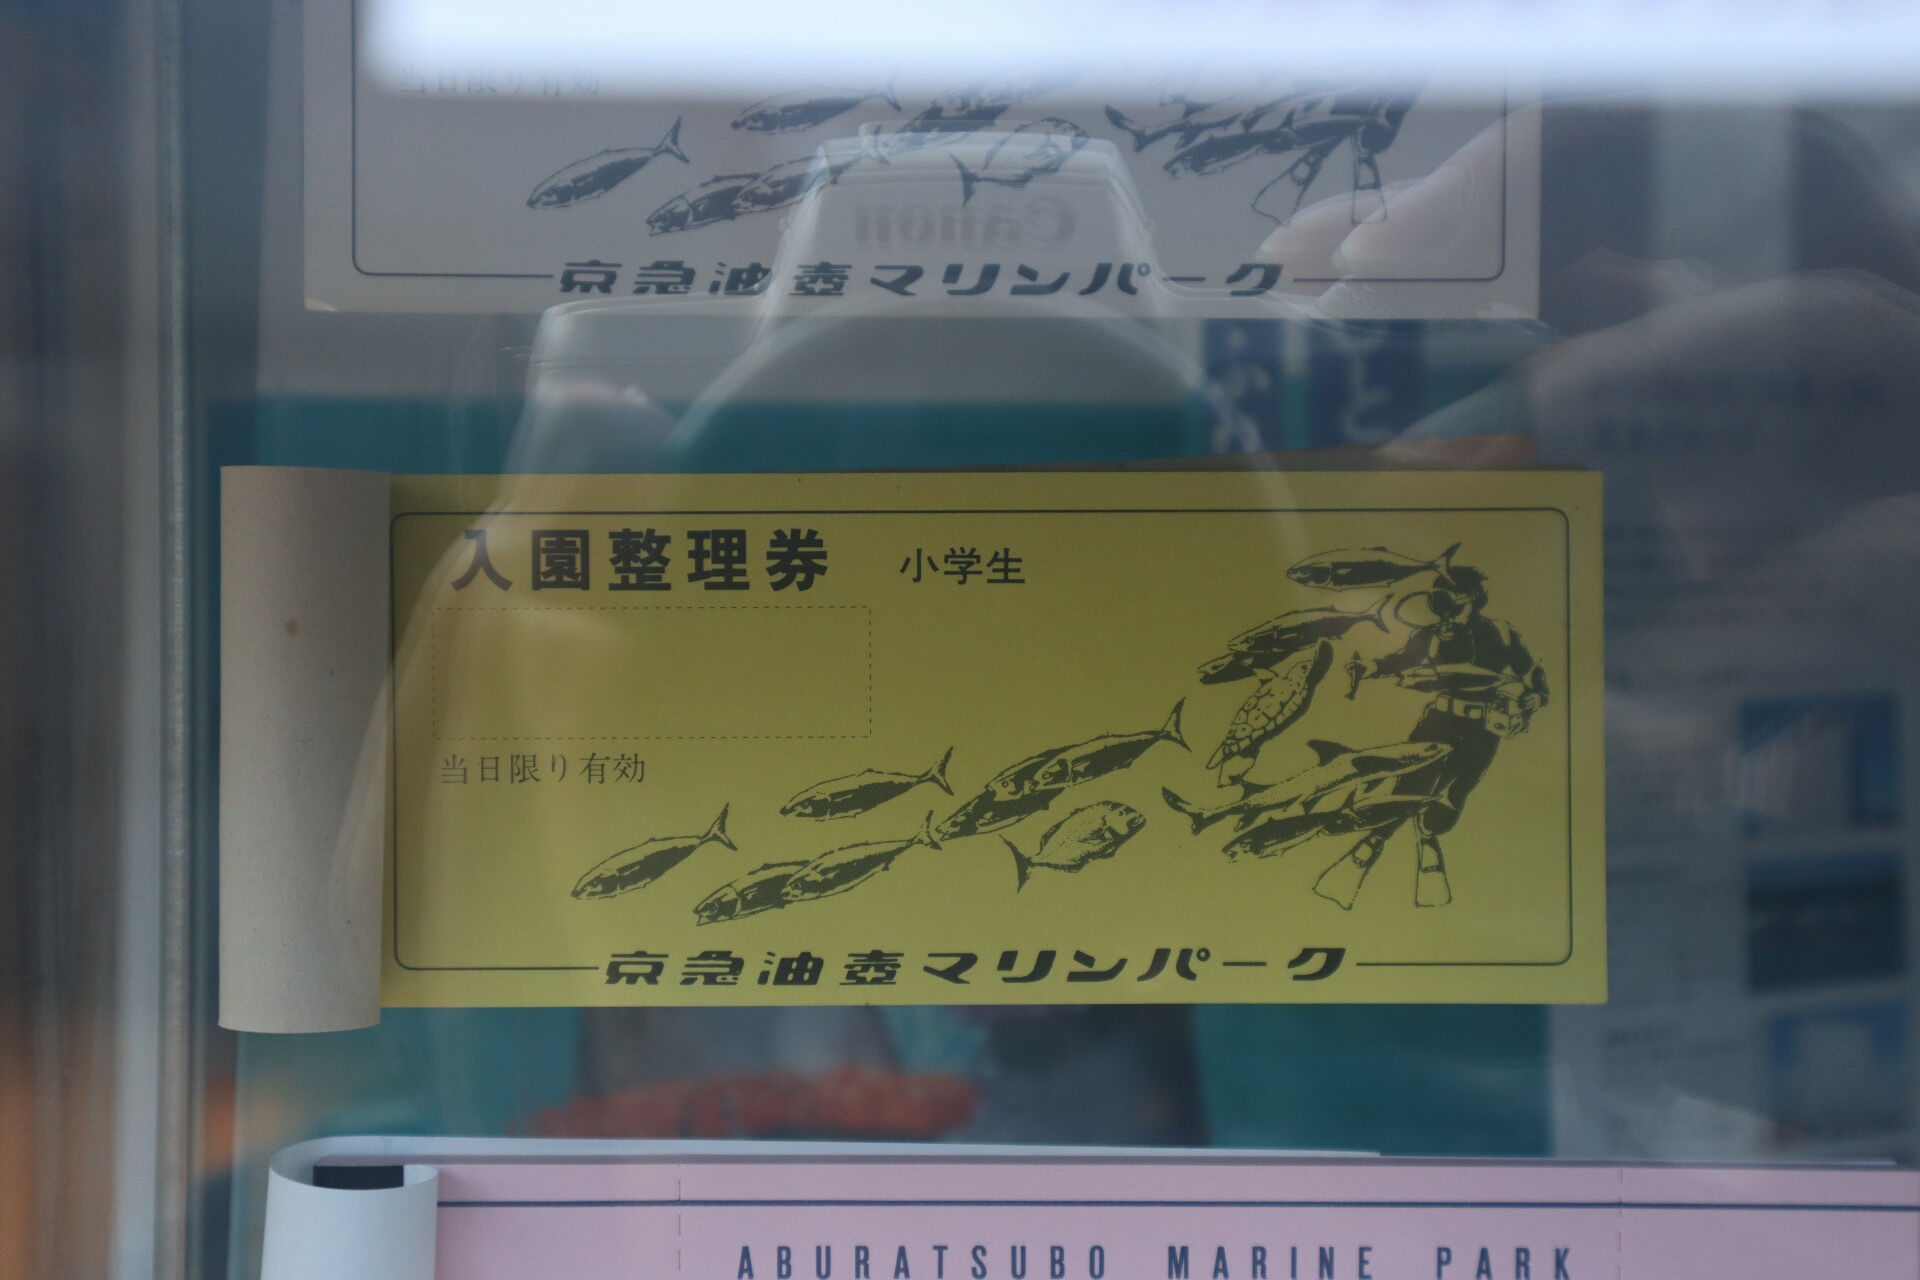 当日限り有効
Canon
京急油壺マリンパーク
入園整理券 小学生
当日限り有効
京急油壺マリンパーク
ABURATSUBO MARINE PARK